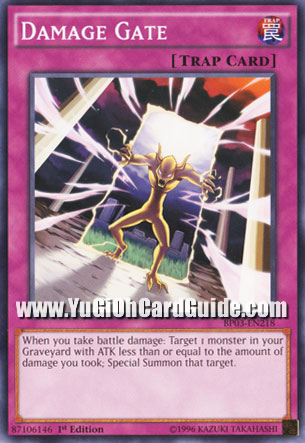 DAMAGE GATE
TRAP
罠
[TRAP CARD]
www.YuGiOhCardGuide.com
BP03-EN218
When you take battle damage: Target 1 monster in
your Graveyard with ATK less than or equal to the amount of
damage you took; Special Summon that target.
87106146
1st Edition
©1996 KAZUKI TAKAHASHI